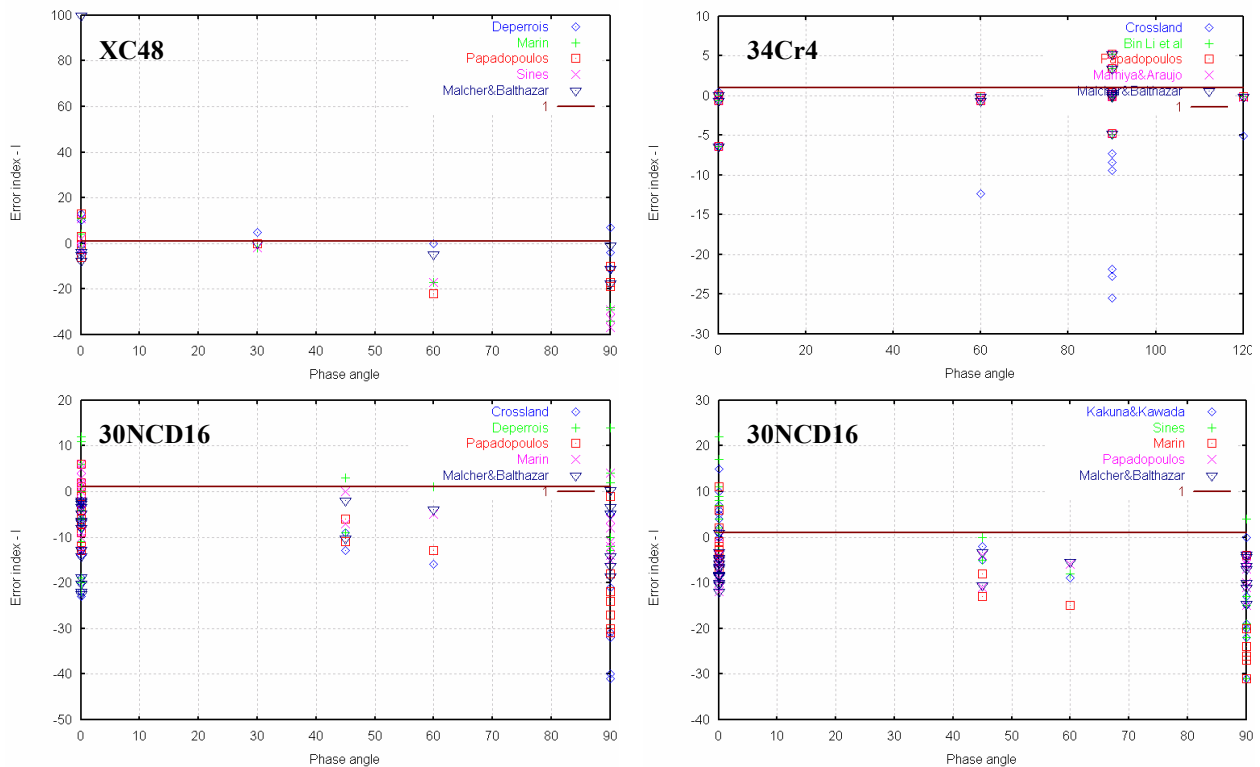 XC48
Deperrois
Marin
Papadopoulos
Sines
Malcher&Balthazar
1
100
80
60
40
20
0
-20
-40
Error index - I
0 10 20 30 40 50 60 70 80 90
Phase angle
34Cr4
Crossland
Bin Li et al
Papadopoulos
Mamiya&Araujo
Malcher&Balthazar
1
10
5
0
-5
-10
-15
-20
-25
-30
Error index - I
0 20 40 60 80 100 120
Phase angle
30NCD16
Crossland
Deperrois
Papadopoulos
Marin
Malcher&Balthazar
1
20
10
0
-10
-20
-30
-40
-50
Error index - I
0 10 20 30 40 50 60 70 80 90
Phase angle
30NCD16
Kakuna&Kawada
Sines
Marin
Papadopoulos
Malcher&Balthazar
1
30
20
10
0
-10
-20
-30
-40
Error index - I
0 10 20 30 40 50 60 70 80 90
Phase angle